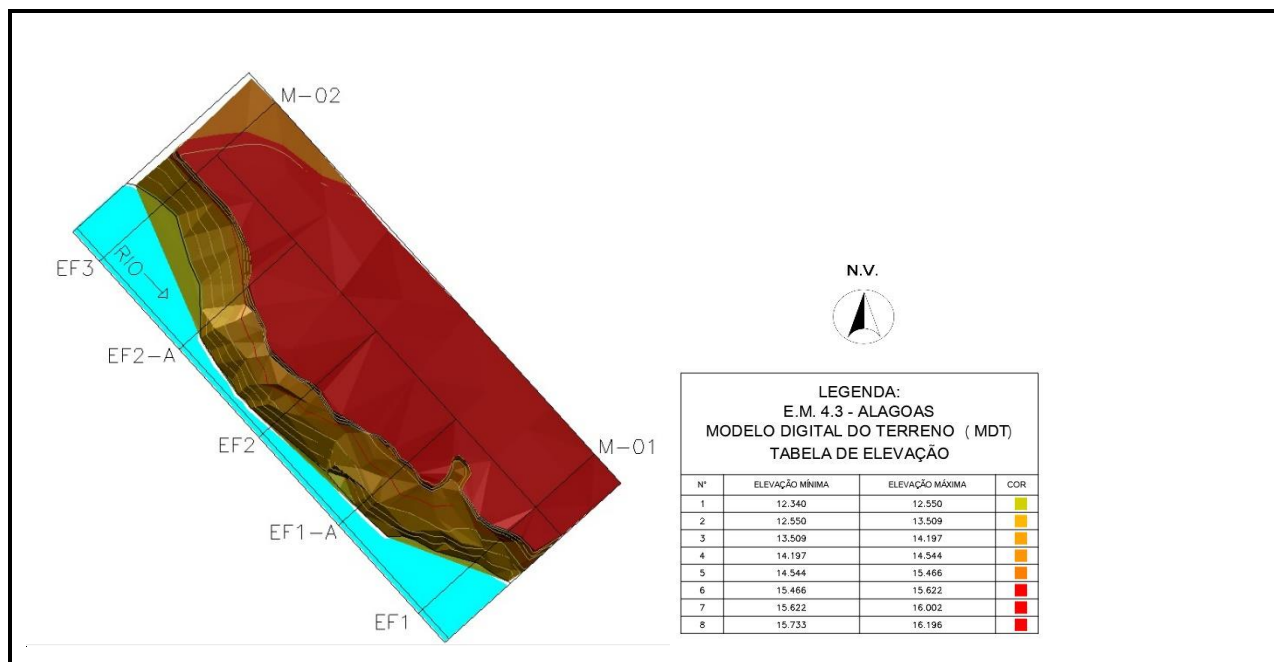 M-02
EF3
RIO
EF2-A
EF2
M-01
EF1-A
EF1
N.V.
LEGENDA:
E.M. 4.3 - ALAGOAS
MODELO DIGITAL DO TERRENO ( MDT)
TABELA DE ELEVAÇÃO
N° ELEVAÇÃO MÍNIMA ELEVAÇÃO MÁXIMA COR
1 12.340 12.550
2 12.550 13.509
3 13.509 14.197
4 14.197 14.544
5 14.544 15.466
6 15.466 15.622
7 15.622 16.002
8 15.733 16.196